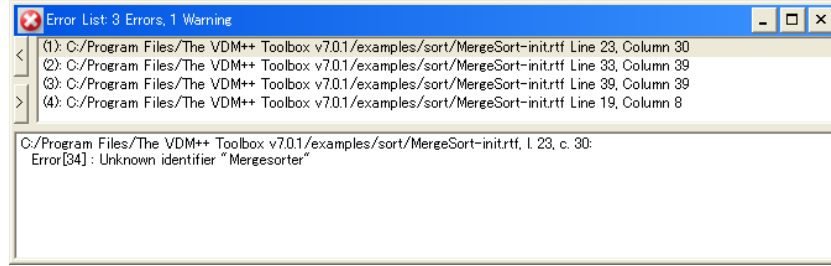 Error List: 3 Errors, 1 Warning
(1): C:/Program Files/The VDM++ Toolbox v7.0.1/examples/sort/MergeSort-init.rtf Line 23, Column 30
(2): C:/Program Files/The VDM++ Toolbox v7.0.1/examples/sort/MergeSort-init.rtf Line 33, Column 39
(3): C:/Program Files/The VDM++ Toolbox v7.0.1/examples/sort/MergeSort-init.rtf Line 39, Column 39
(4): C:/Program Files/The VDM++ Toolbox v7.0.1/examples/sort/MergeSort-init.rtf Line 19, Column 8
C:/Program Files/The VDM++ Toolbox v7.0.1/examples/sort/MergeSort-init.rtf, l. 23, c. 30:
Error[34] : Unknown identifier "Mergesorter"